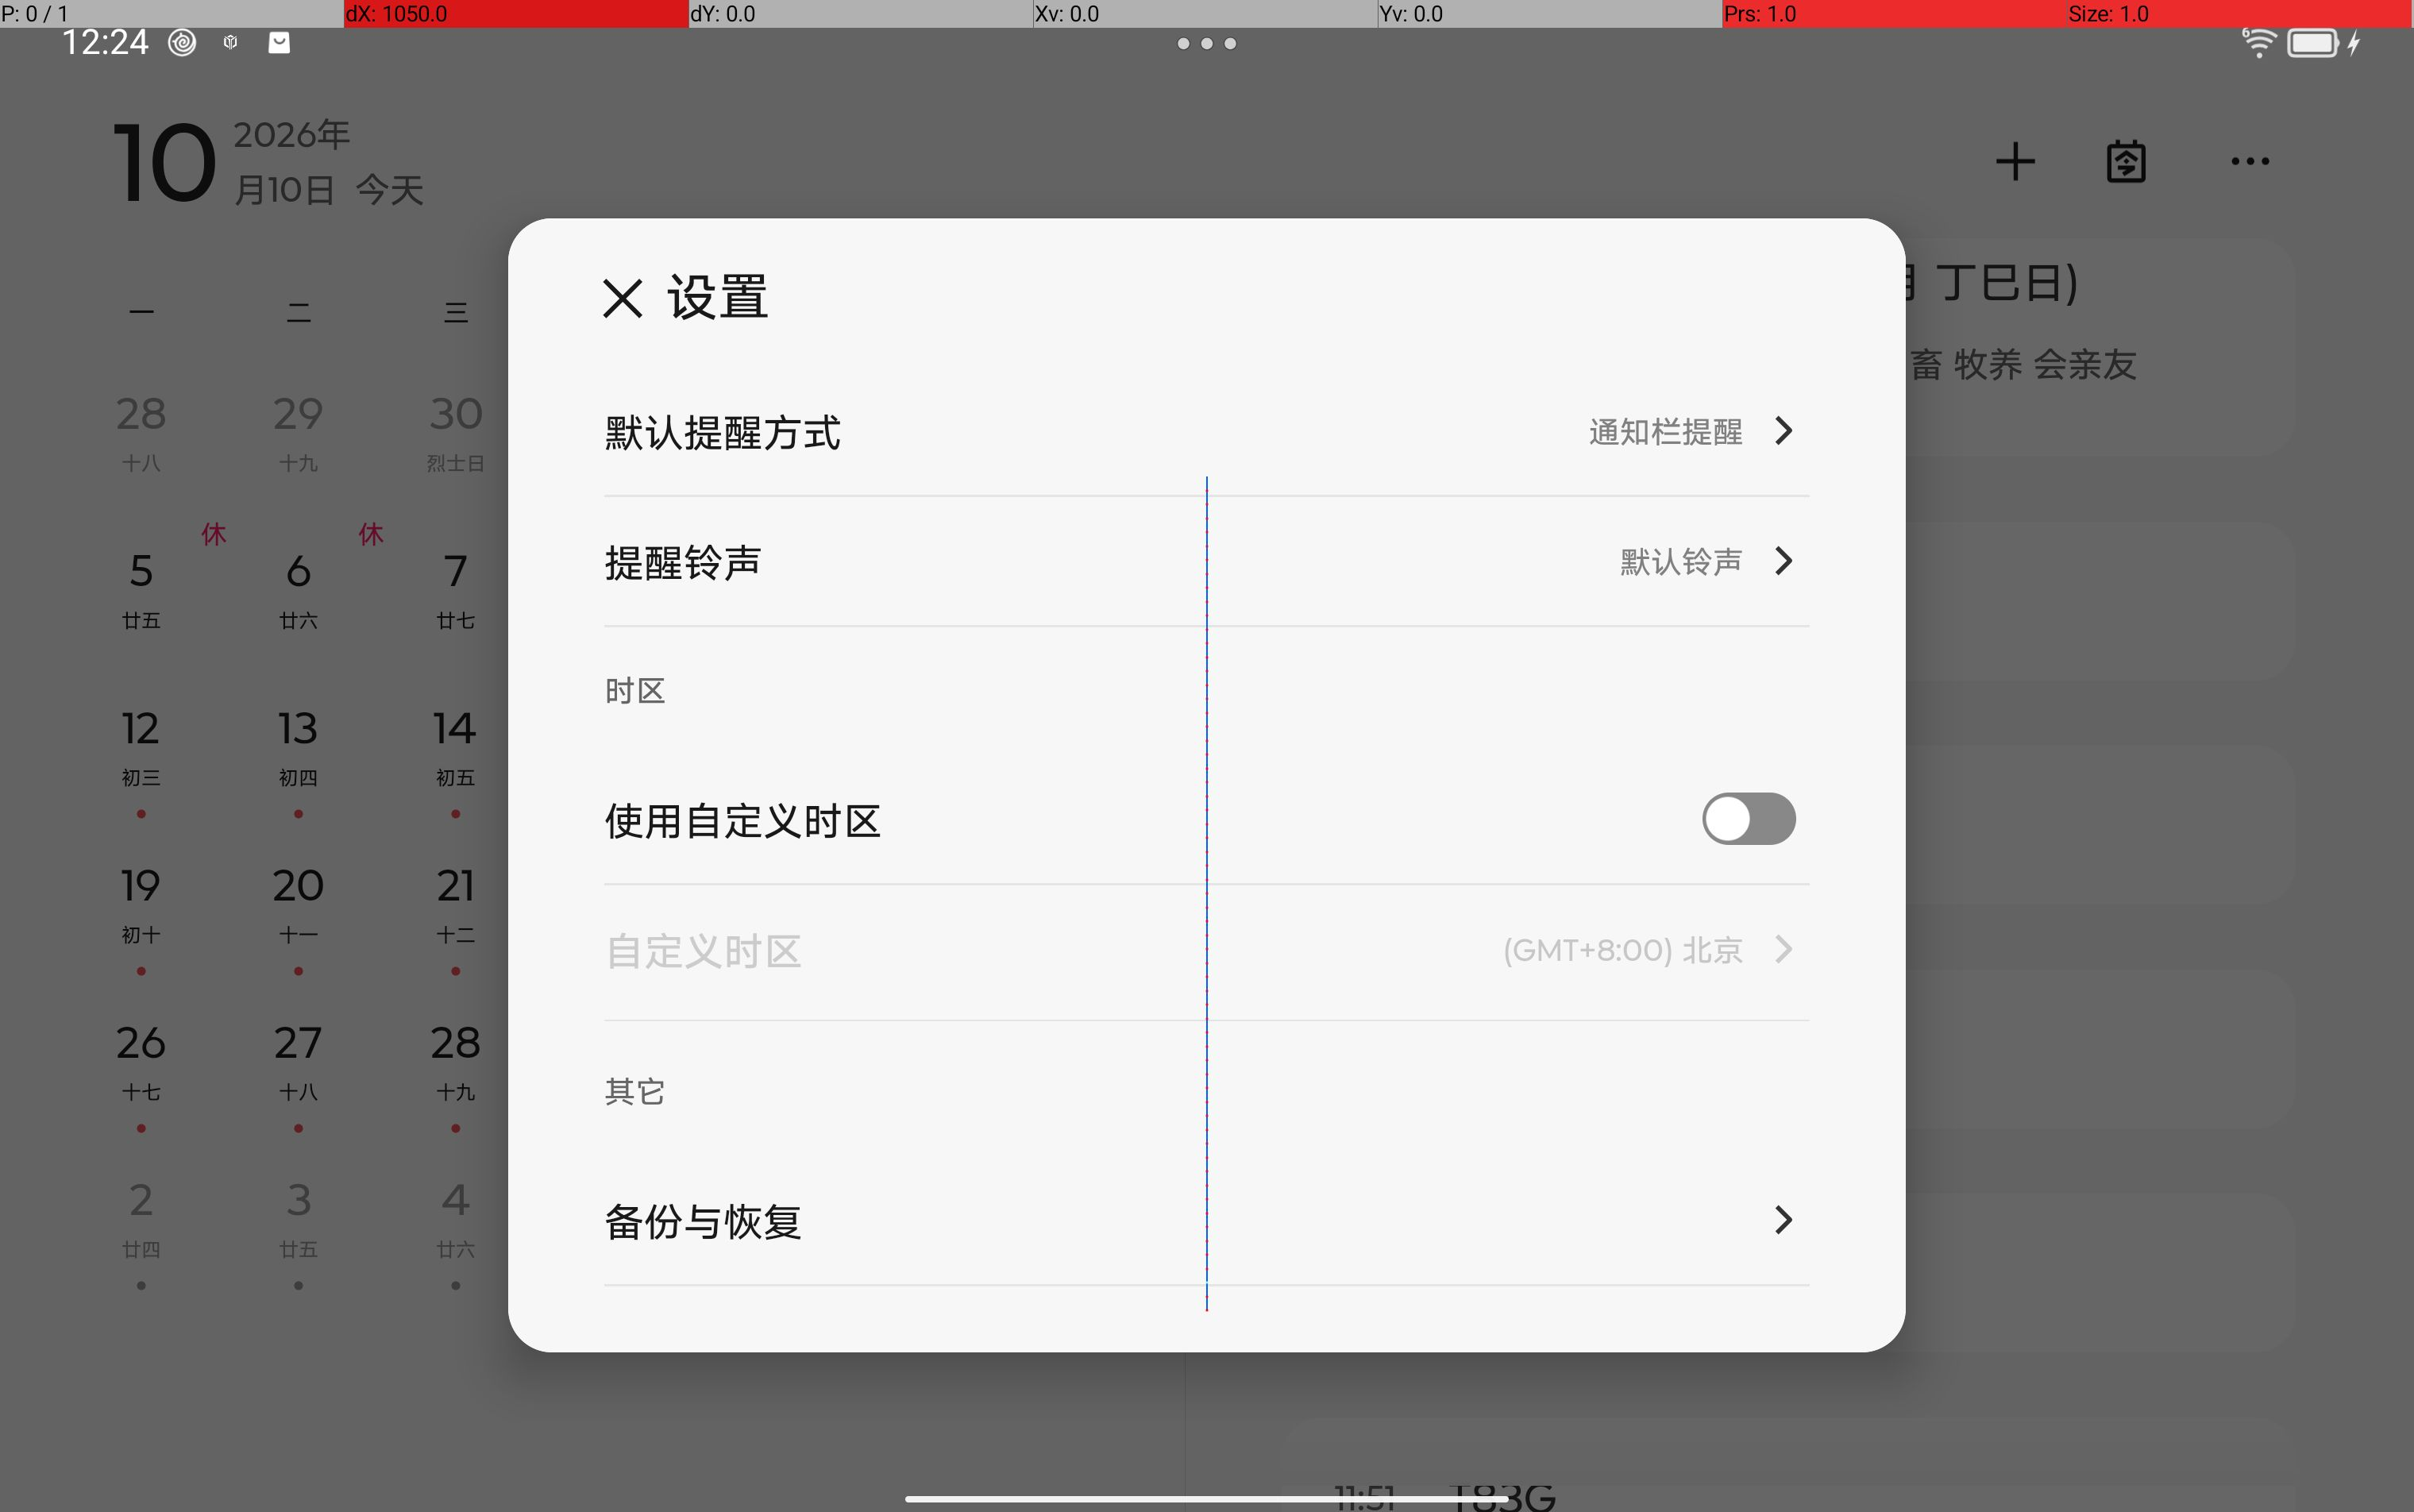 P: 0 / 1 dX: 1050.0 dY: 0.0 Xv: 0.0 Yv: 0.0 Prs: 1.0 Size: 1.0
12:24
6
10 2026年
月10日 今天
设置
丁巳日)
畜 牧养 会亲友
一 二 三
28 29 30
十八 十九 烈士日
休 休
5 6 7
廿五 廿六 廿七
12 13 14
初三 初四 初五
19 20 21
初十 十一 十二
26 27 28
十七 十八 十九
2 3 4
廿四 廿五 廿六
默认提醒方式 通知栏提醒
提醒铃声 默认铃声
时区
使用自定义时区
自定义时区 (GMT+8:00) 北京
其它
备份与恢复
11:51 T83G